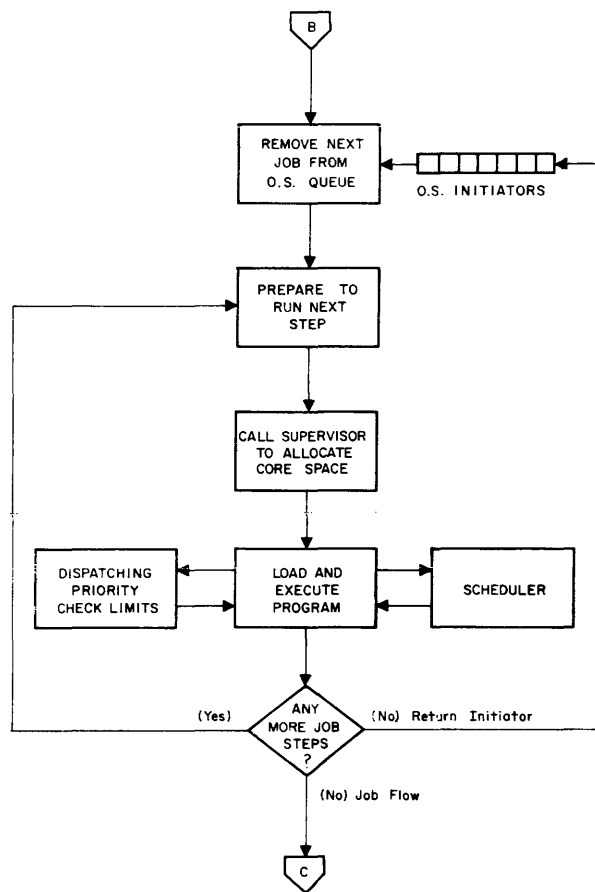 B
REMOVE NEXT
JOB FROM
O.S. QUEUE
O.S. INITIATORS
PREPARE TO
RUN NEXT
STEP
CALL SUPERVISOR
TO ALLOCATE
CORE SPACE
DISPATCHING
PRIORITY
CHECK LIMITS
LOAD AND
EXECUTE
PROGRAM
SCHEDULER
(Yes)
ANY
MORE JOB
STEPS
?
(No) Return Initiator
(No) Job Flow
C